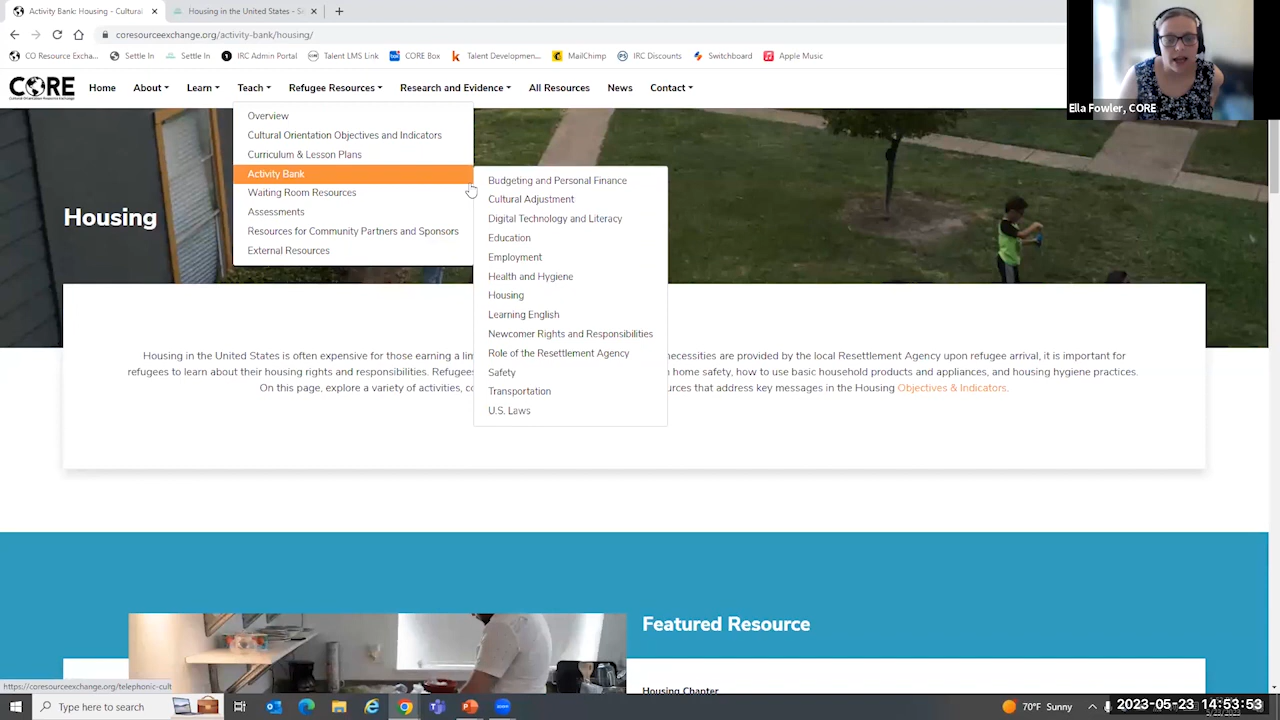 Activity Bank: Housing - Cultural
Housing in the United States - Se
coresourceexchange.org/activity-bank/housing/
CO Resource Excha...
Settle In
Settle In
IRC Admin Portal
Talent LMS Link
CORE Box
Talent Developmen...
MailChimp
IRC Discounts
Switchboard
Apple Music
Ella Fowler, CORE
CORE
Home
About
Learn
Teach
Refugee Resources
Research and Evidence
All Resources
News
Contact
Overview
Cultural Orientation Objectives and Indicators
Curriculum & Lesson Plans
Activity Bank
Waiting Room Resources
Assessments
Resources for Community Partners and Sponsors
External Resources
Budgeting and Personal Finance
Cultural Adjustment
Digital Technology and Literacy
Education
Employment
Health and Hygiene
Housing
Learning English
Newcomer Rights and Responsibilities
Role of the Resettlement Agency
Safety
Transportation
U.S. Laws
Housing
Housing in the United States is often expensive for those earning a li necessities are provided by the local Resettlement Agency upon refugee arrival, it is important for
refugees to learn about their housing rights and responsibilities. Refugees home safety, how to use basic household products and appliances, and housing hygiene practices.
On this page, explore a variety of activities, co urces that address key messages in the Housing Objectives & Indicators.
Featured Resource
Housing Chapter
https://coresourceexchange.org/telephonic-cult
Type here to search
70°F Sunny
2023-05-23 14:53:53